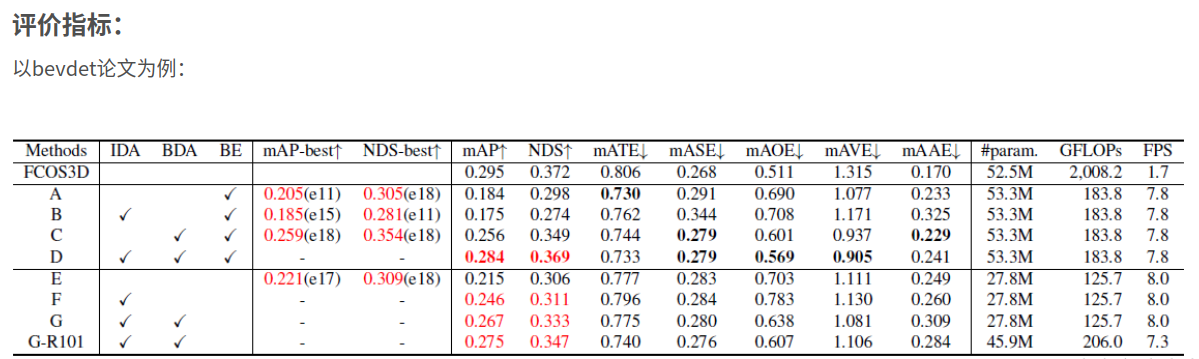 评价指标：
以bevdet论文为例：
Methods IDA BDA BE mAP-best↑ NDS-best↑ mAP↑ NDS↑ mATE↓ mASE↓ mAOE↓ mAVE↓ mAAE↓ #param. GFLOPs FPS
FCOS3D 0.295 0.372 0.806 0.268 0.511 1.315 0.170 52.5M 2,008.2 1.7
A ✓ 0.205(e11) 0.305(e18) 0.184 0.298 0.730 0.291 0.690 1.077 0.233 53.3M 183.8 7.8
B ✓ ✓ 0.185(e15) 0.281(e11) 0.175 0.274 0.762 0.344 0.708 1.171 0.325 53.3M 183.8 7.8
C ✓ ✓ 0.259(e18) 0.354(e18) 0.256 0.349 0.744 0.279 0.601 0.937 0.229 53.3M 183.8 7.8
D ✓ ✓ ✓ - - 0.284 0.369 0.733 0.279 0.569 0.905 0.241 53.3M 183.8 7.8
E 0.221(e17) 0.309(e18) 0.215 0.306 0.777 0.283 0.703 1.111 0.249 27.8M 125.7 8.0
F ✓ - - 0.246 0.311 0.796 0.284 0.783 1.130 0.260 27.8M 125.7 8.0
G ✓ ✓ - - 0.267 0.333 0.775 0.280 0.638 1.081 0.309 27.8M 125.7 8.0
G-R101 ✓ ✓ - - 0.275 0.347 0.740 0.276 0.607 1.106 0.284 45.9M 206.0 7.3